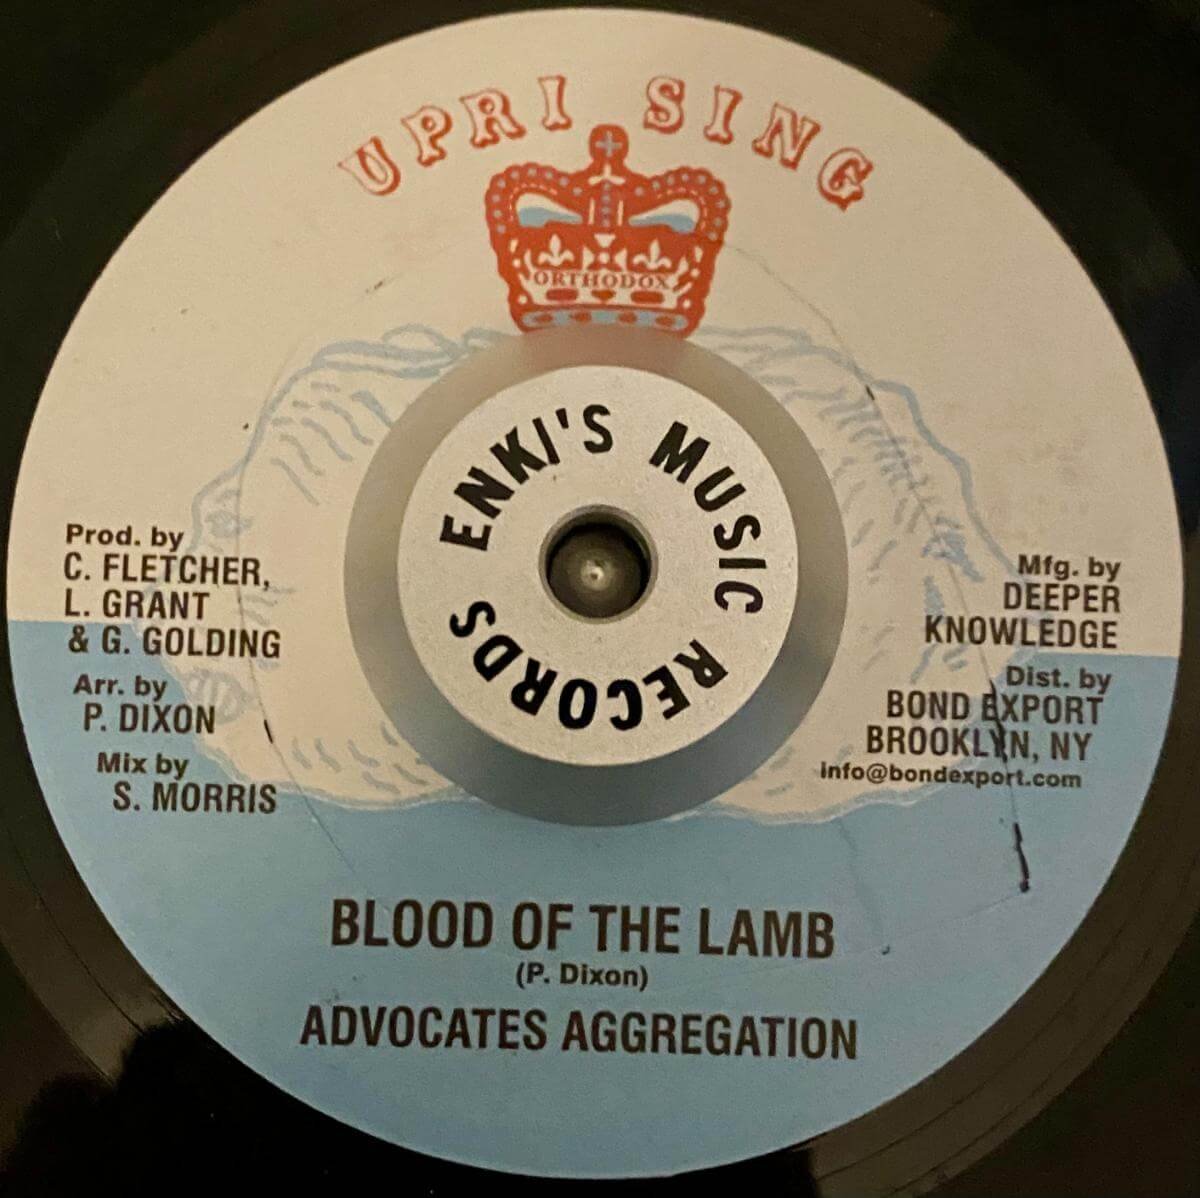 UPRI SING
ORTHODOX
ENKI'S MUSIC RECORDS
Prod. by
C. FLETCHER,
L. GRANT
& G. GOLDING
Arr. by
P. DIXON
Mix by
S. MORRIS
Mfg. by
DEEPER
KNOWLEDGE
Dist. by
BOND EXPORT
BROOKLYN, NY
info@bondexport.com
BLOOD OF THE LAMB
(P. Dixon)
ADVOCATES AGGREGATION